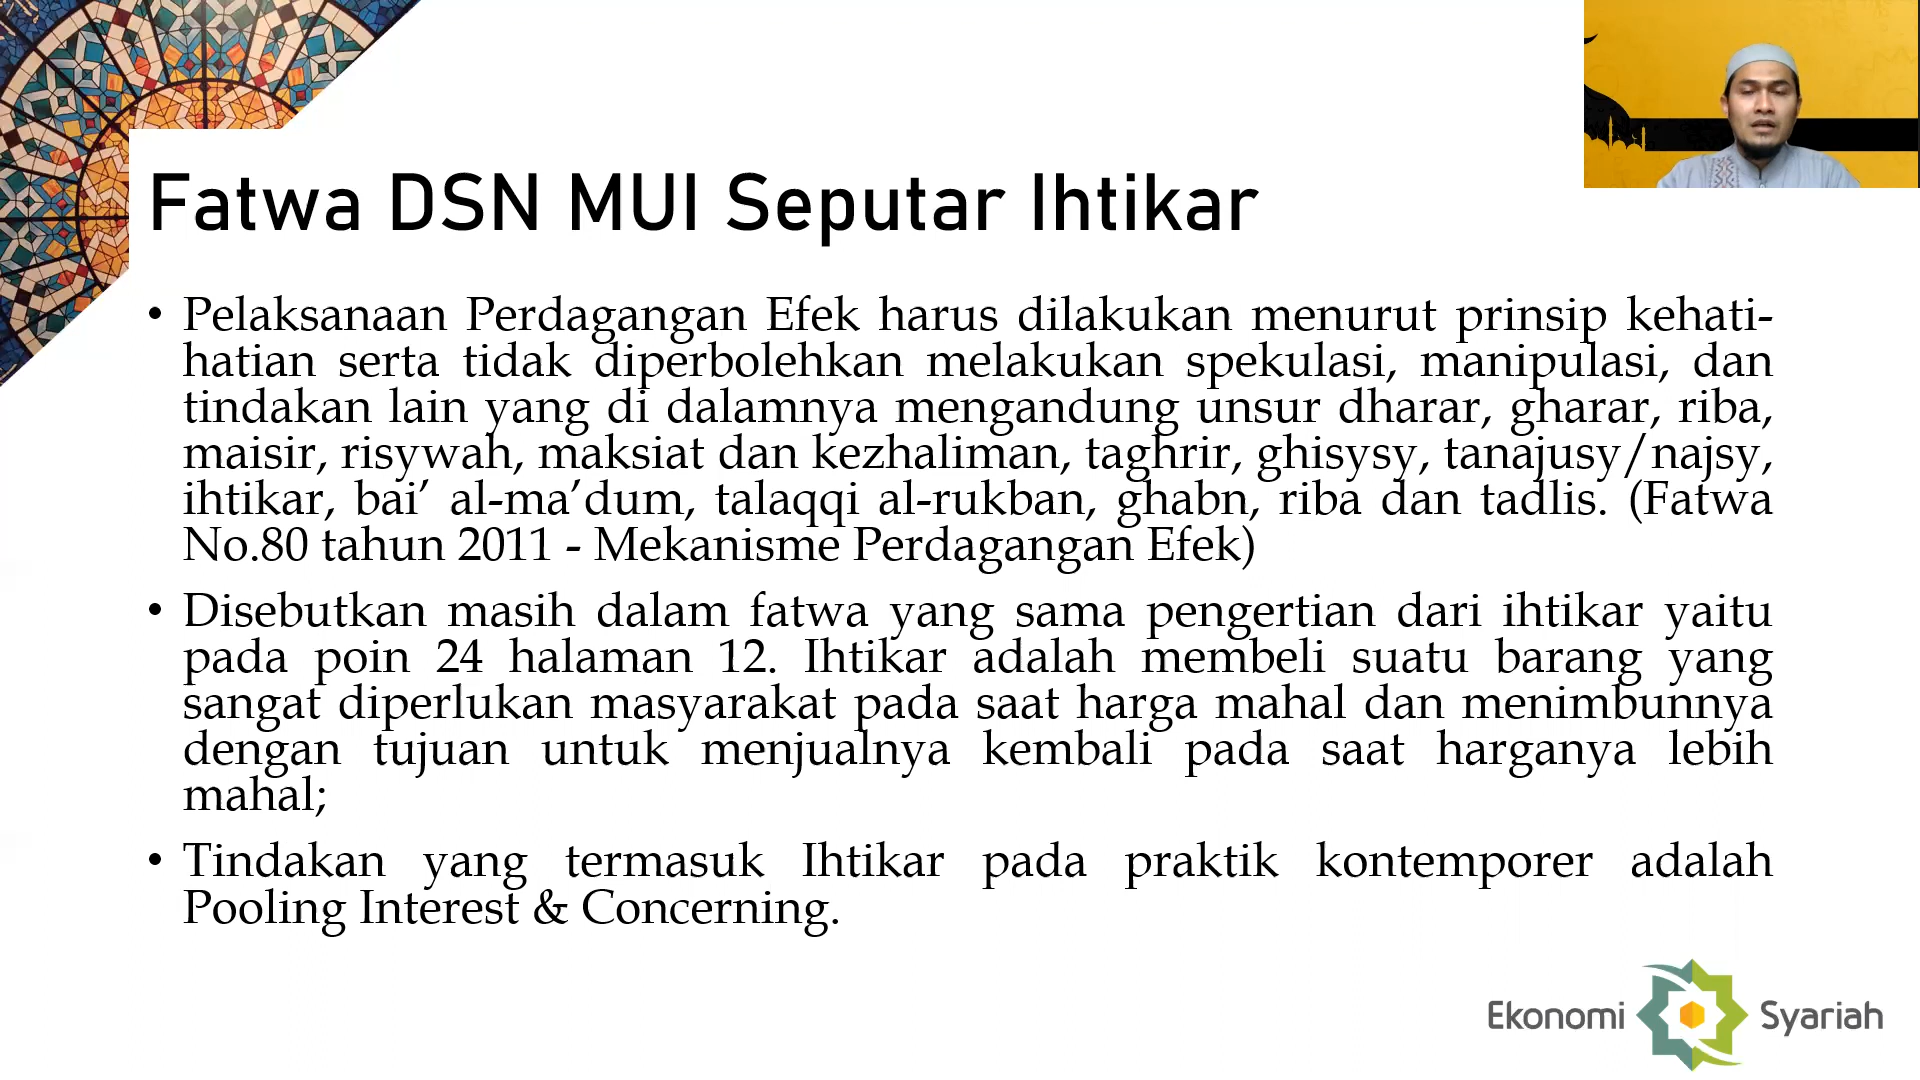 Fatwa DSN MUI Seputar Ihtikar
• Pelaksanaan Perdagangan Efek harus dilakukan menurut prinsip kehati-
hatian serta tidak diperbolehkan melakukan spekulasi, manipulasi, dan
tindakan lain yang di dalamnya mengandung unsur dharar, gharar, riba,
maisir, risywah, maksiat dan kezhaliman, taghrir, ghisysy, tanajusy/najsy,
ihtikar, bai’ al-ma’dum, talaqqi al-rukban, ghabn, riba dan tadlis. (Fatwa
No.80 tahun 2011 - Mekanisme Perdagangan Efek)
• Disebutkan masih dalam fatwa yang sama pengertian dari ihtikar yaitu
pada poin 24 halaman 12. Ihtikar adalah membeli suatu barang yang
sangat diperlukan masyarakat pada saat harga mahal dan menimbunnya
dengan tujuan untuk menjualnya kembali pada saat harganya lebih
mahal;
• Tindakan yang termasuk Ihtikar pada praktik kontemporer adalah
Pooling Interest & Concerning.
Ekonomi Syariah